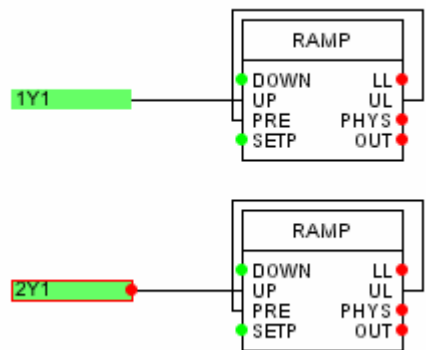 RAMP
DOWN LL
1Y1 UP UL
PRE PHYS
SETP OUT
RAMP
DOWN LL
2Y1 UP UL
PRE PHYS
SETP OUT